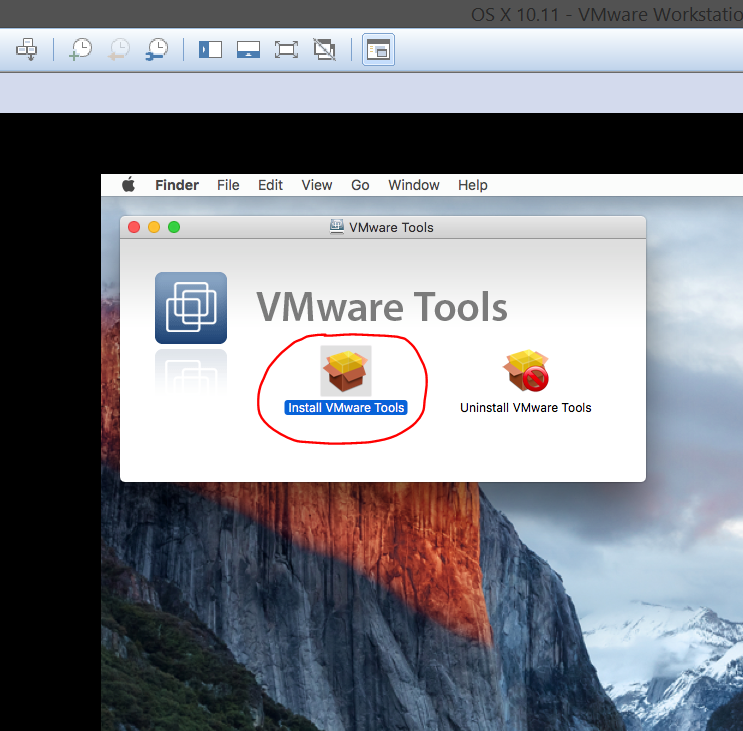 OS X 10.11 - VMware Workstatio
Finder File Edit View Go Window Help
VMware Tools
VMware Tools
Install VMware Tools
Uninstall VMware Tools